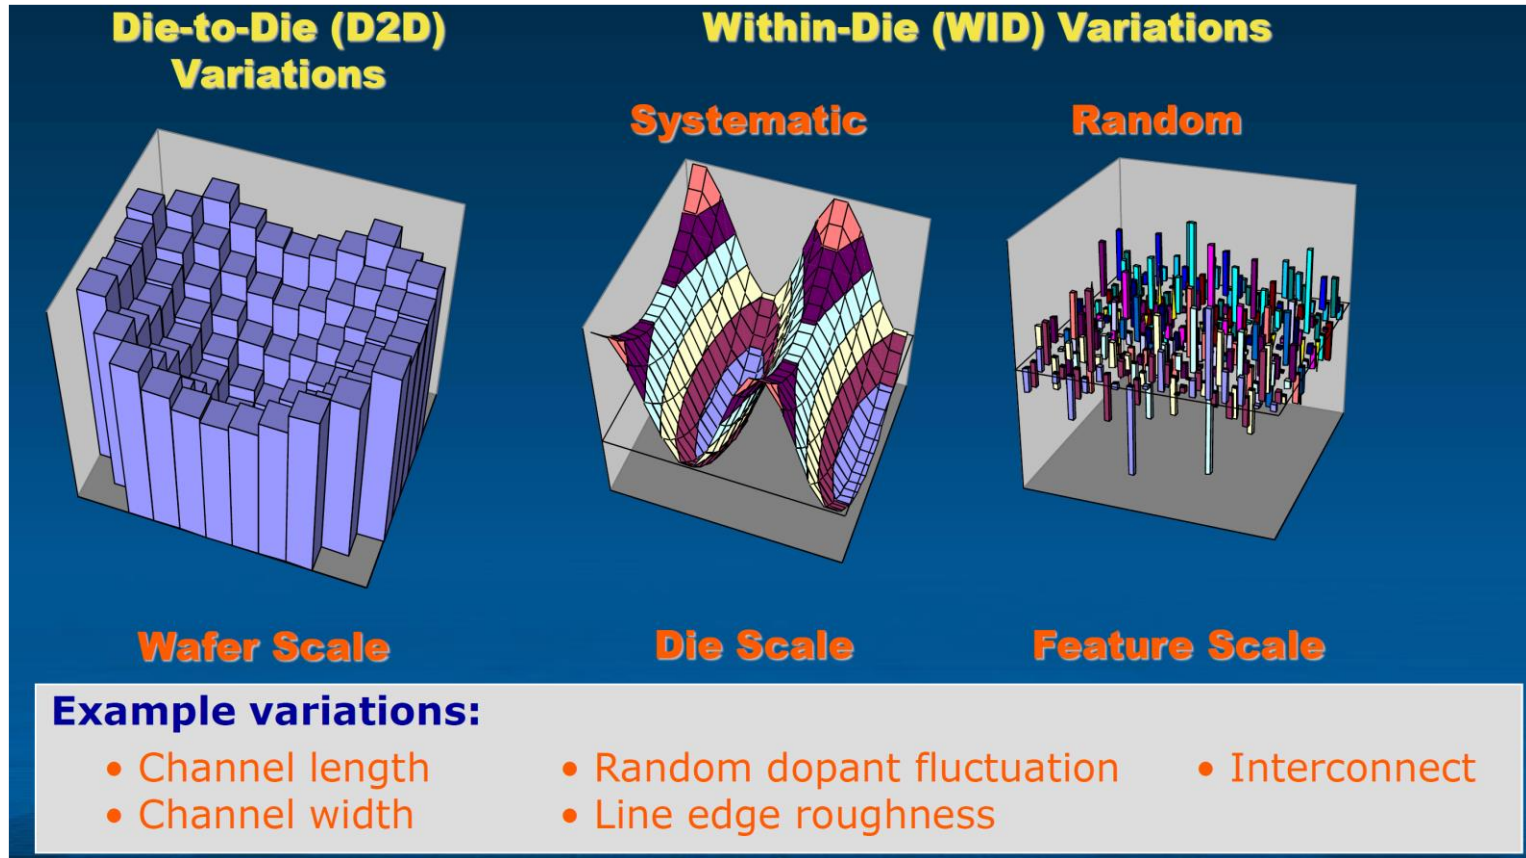 Die-to-Die (D2D)
Variations
Within-Die (WID) Variations
Systematic
Random
Wafer Scale
Die Scale
Feature Scale
Example variations:
• Channel length
• Channel width
• Random dopant fluctuation
• Line edge roughness
• Interconnect